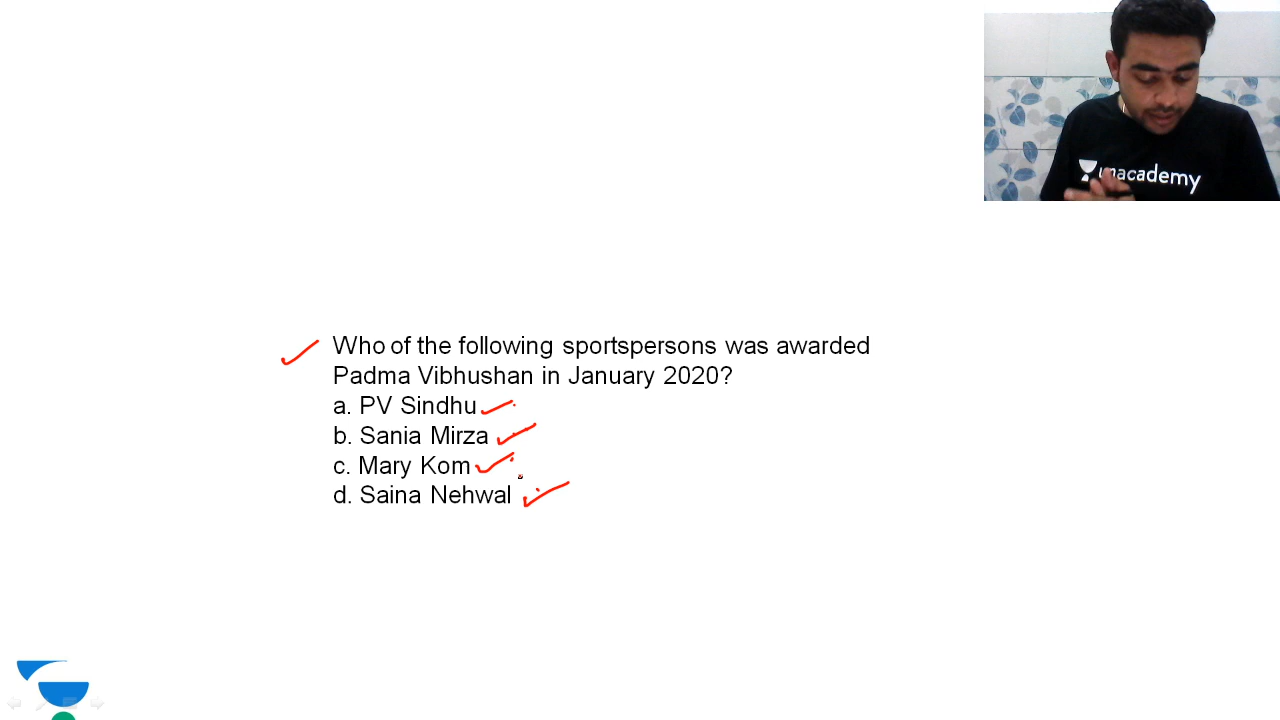 unacademy
Who of the following sportspersons was awarded
Padma Vibhushan in January 2020?
a. PV Sindhu
b. Sania Mirza
c. Mary Kom
d. Saina Nehwal